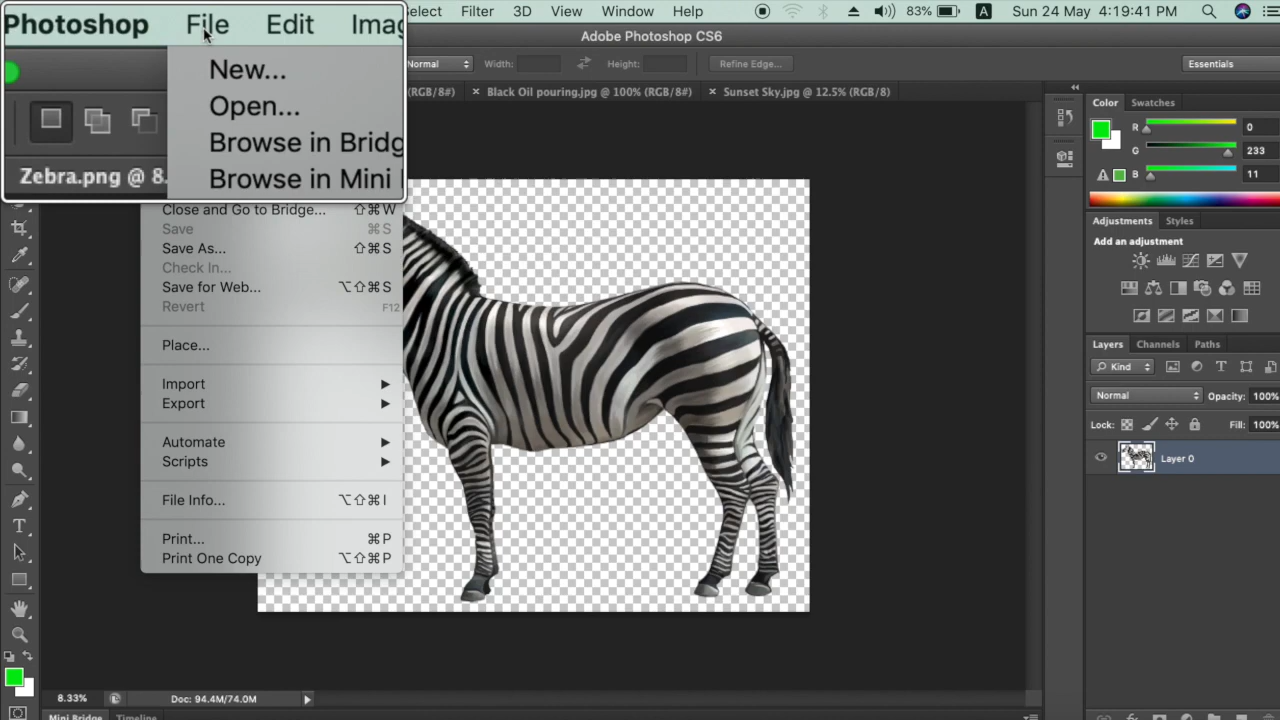 Photoshop File Edit Imag
elect Filter 3D View Window Help 83% A Sun 24 May 4:19:41 PM
Adobe Photoshop CS6
New...
Open...
Browse in Bridg
Browse in Mini
Normal Width: Height: Refine Edge... Essentials
Zebra.png @ 8.
(RGB/8#) × Black Oil pouring.jpg @ 100% (RGB/8#) × Sunset Sky.jpg @ 12.5% (RGB/8)
Close and Go to Bridge... ⇧⌘W
Save ⌘S
Save As... ⇧⌘S
Check In...
Save for Web... ⌥⇧⌘S
Revert F12
Place...
Import ▶
Export ▶
Automate ▶
Scripts ▶
File Info... ⌥⇧⌘I
Print... ⌘P
Print One Copy ⌥⇧⌘P
Color Swatches
R 0
G 233
B 11
Adjustments Styles
Add an adjustment
Layers Channels Paths
Kind
Normal Opacity: 100%
Lock: Fill: 100%
Layer 0
8.33% Doc: 94.4M/74.0M
Mini Bridge Timeline